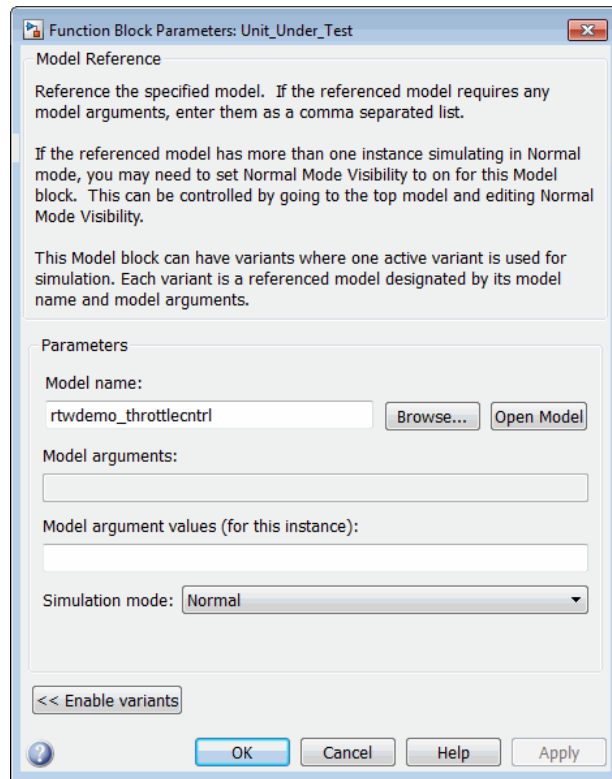 Function Block Parameters: Unit_Under_Test
Model Reference
Reference the specified model.  If the referenced model requires any
model arguments, enter them as a comma separated list.
If the referenced model has more than one instance simulating in Normal
mode, you may need to set Normal Mode Visibility to on for this Model
block.  This can be controlled by going to the top model and editing Normal
Mode Visibility.
This Model block can have variants where one active variant is used for
simulation. Each variant is a referenced model designated by its model
name and model arguments.
Parameters
Model name:
rtwdemo_throttlecntrl Browse... Open Model
Model arguments:
Model argument values (for this instance):
Simulation mode: Normal
<< Enable variants
? OK Cancel Help Apply